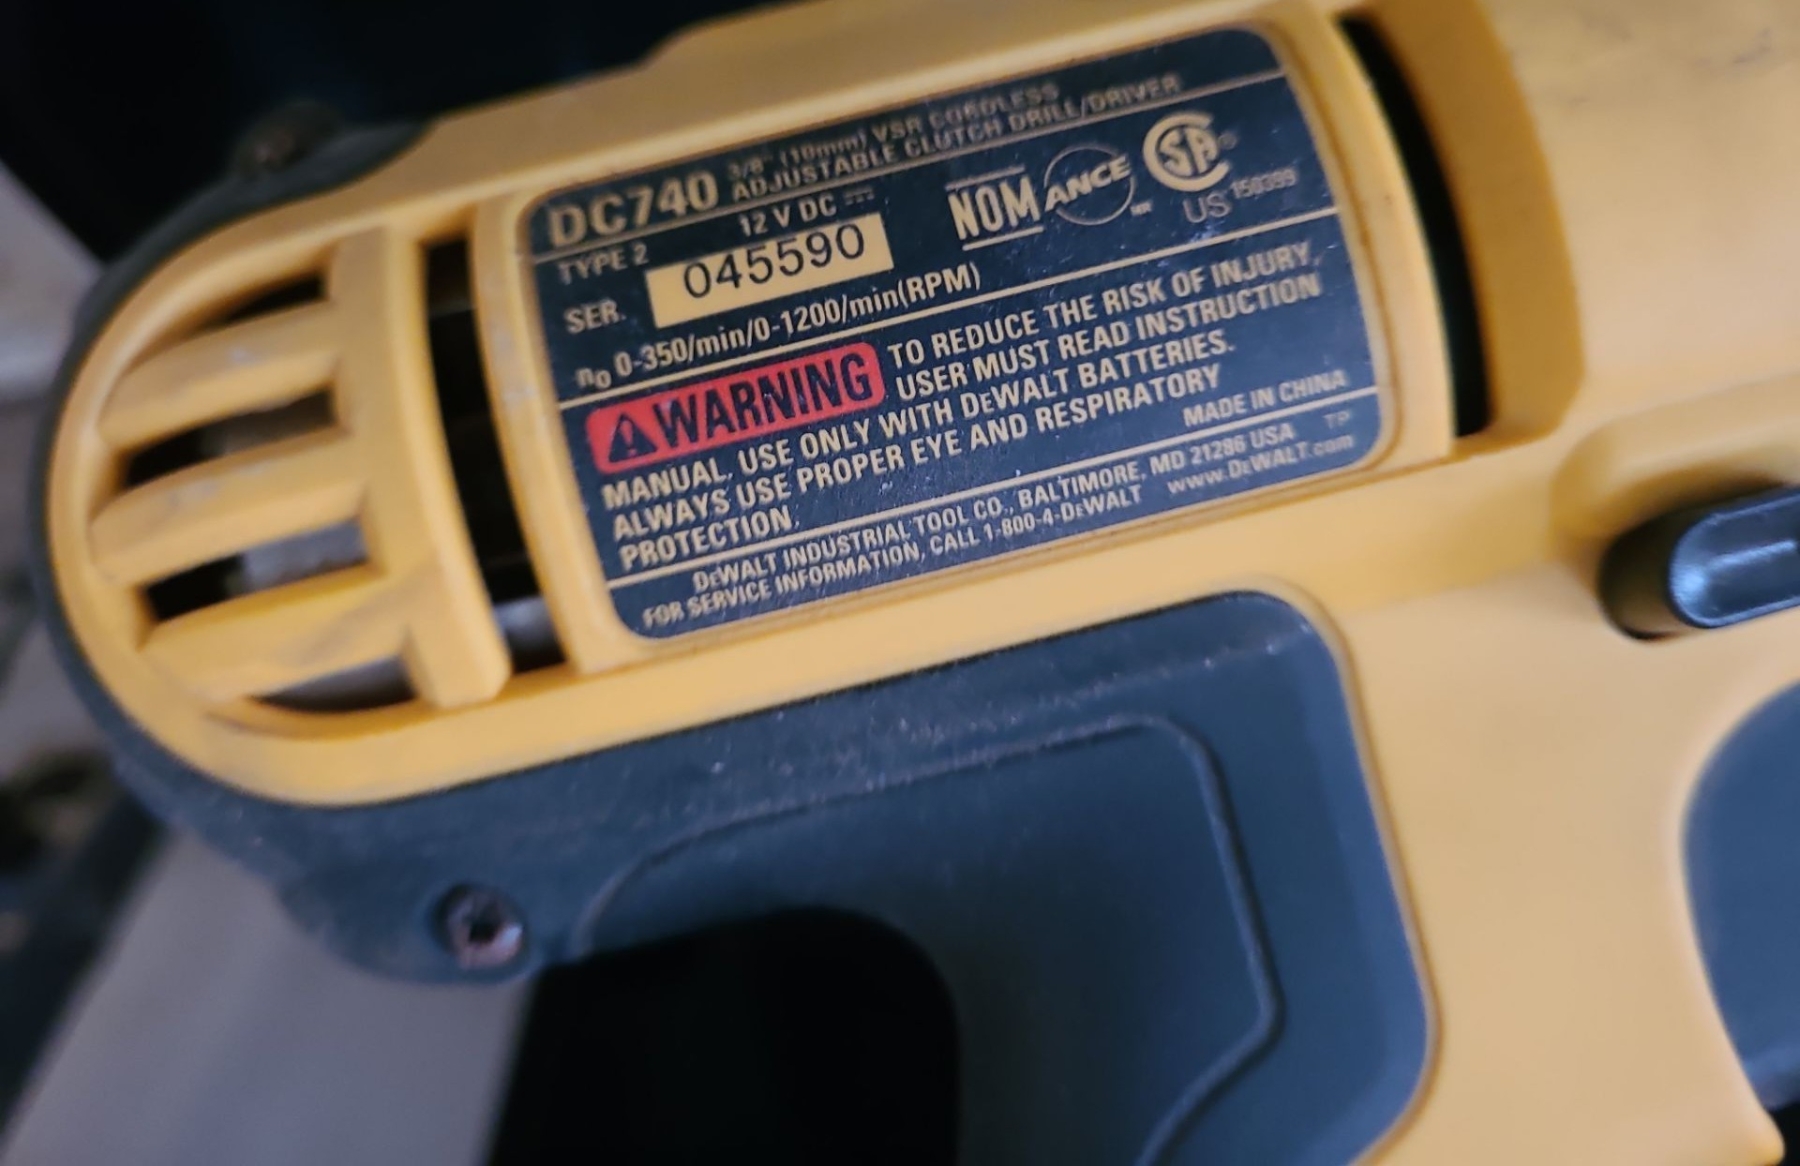 3/8" (10mm) VSR CORDLESS
DC740 ADJUSTABLE CLUTCH DRILL/DRIVER
TYPE 2 12 V DC
NOM ANCE SA US 158399
SER. 045590
n₀ 0-350/min/0-1200/min(RPM)
WARNING TO REDUCE THE RISK OF INJURY,
USER MUST READ INSTRUCTION
MANUAL. USE ONLY WITH DEWALT BATTERIES.
ALWAYS USE PROPER EYE AND RESPIRATORY
PROTECTION.
MADE IN CHINA
DEWALT INDUSTRIAL TOOL CO., BALTIMORE, MD 21286 USA TP
FOR SERVICE INFORMATION, CALL 1-800-4-DEWALT www.DEWALT.com